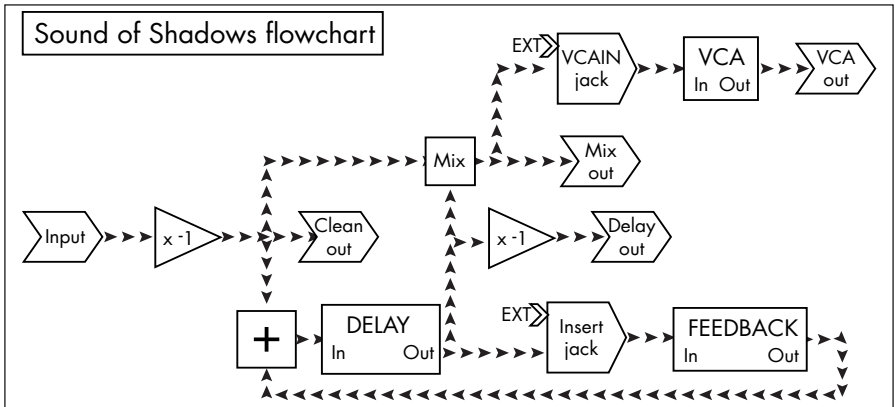 Sound of Shadows flowchart
EXT
VCAIN
jack
VCA
In Out
VCA
out
Mix
Mix
out
Input
x -1
Clean
out
x -1
Delay
out
+
DELAY
In Out
EXT
Insert
jack
FEEDBACK
In Out